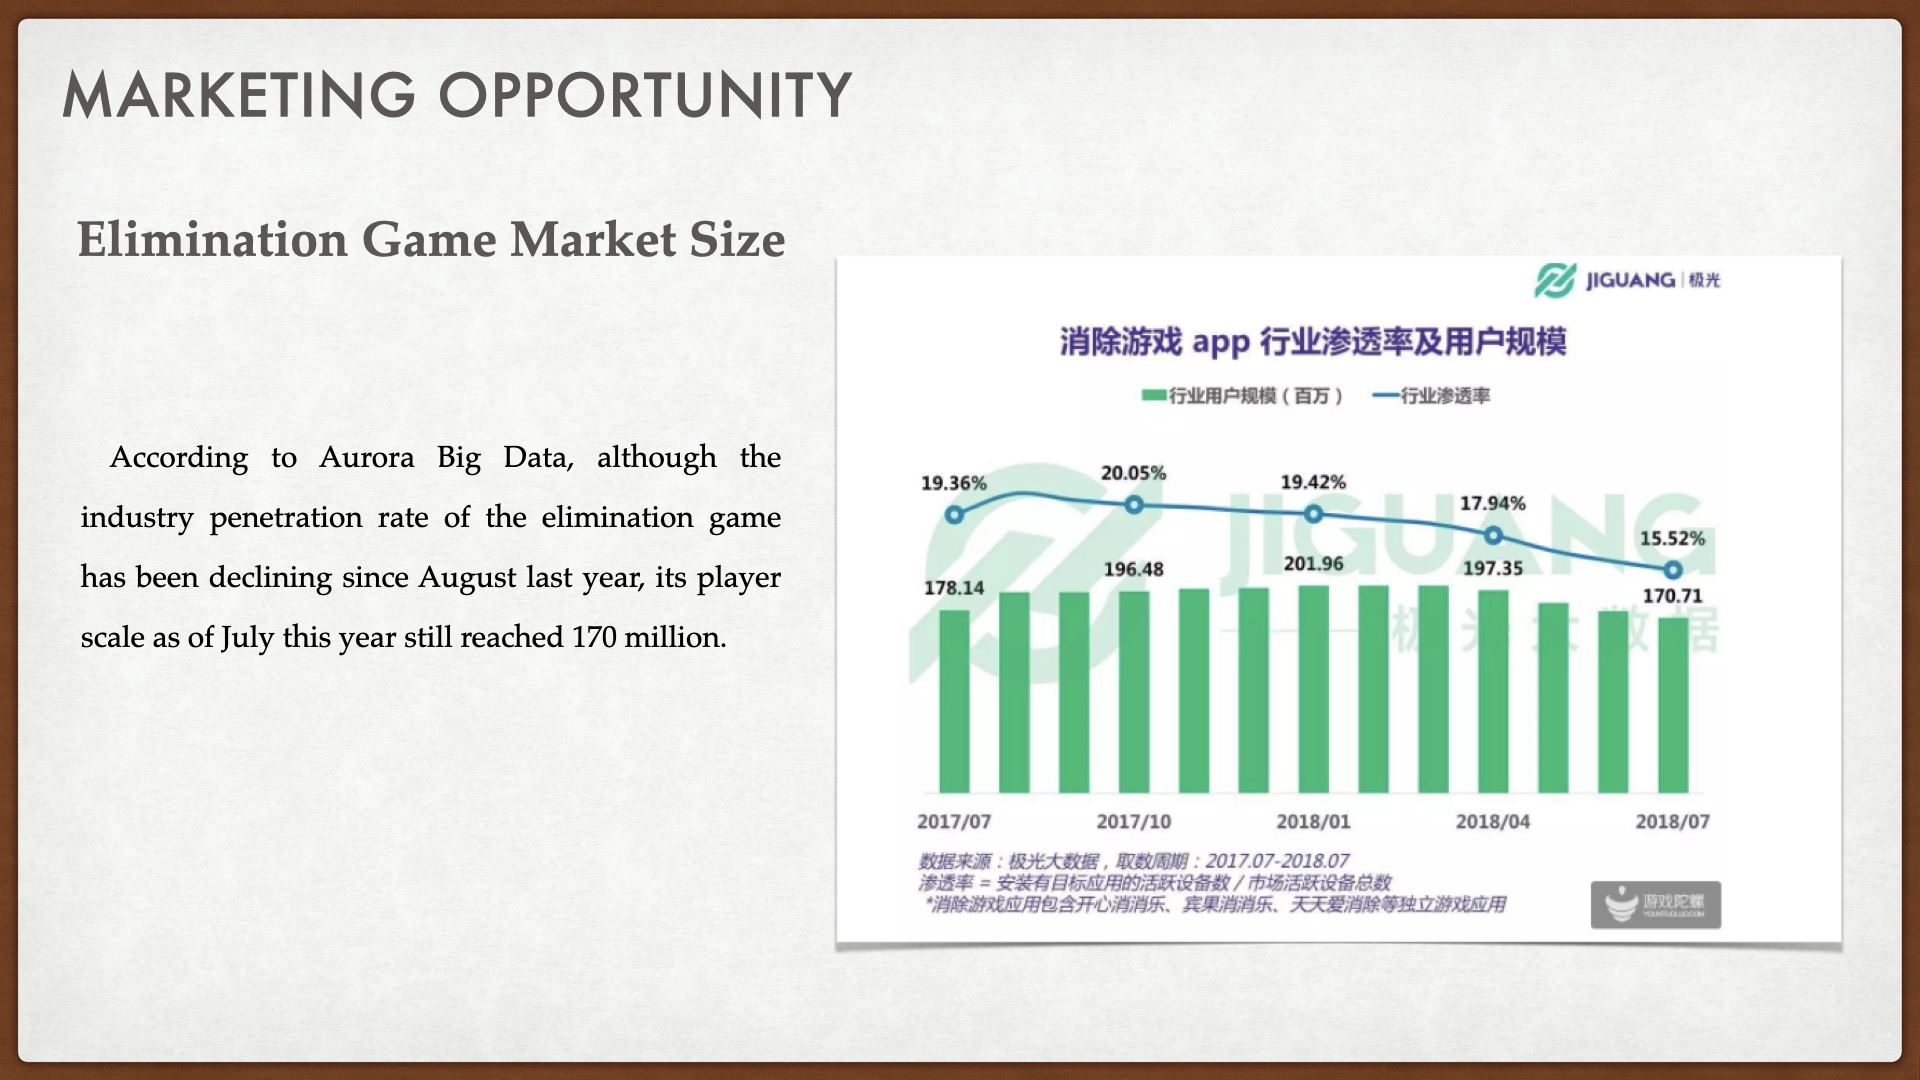 MARKETING OPPORTUNITY
Elimination Game Market Size
According to Aurora Big Data, although the
industry penetration rate of the elimination game
has been declining since August last year, its player
scale as of July this year still reached 170 million.
JIGUANG | 极光
消除游戏 app 行业渗透率及用户规模
行业用户规模（百万） 行业渗透率
19.36% 20.05% 19.42% 17.94% 15.52%
178.14 196.48 201.96 197.35 170.71
JIGUANG
极光大数据
2017/07 2017/10 2018/01 2018/04 2018/07
数据来源：极光大数据，取数周期：2017.07-2018.07
渗透率 = 安装有目标应用的活跃设备数 / 市场活跃设备总数
*消除游戏应用包含开心消消乐、宾果消消乐、天天爱消除等独立游戏应用
游戏陀螺
YOUXITUOLUO.COM